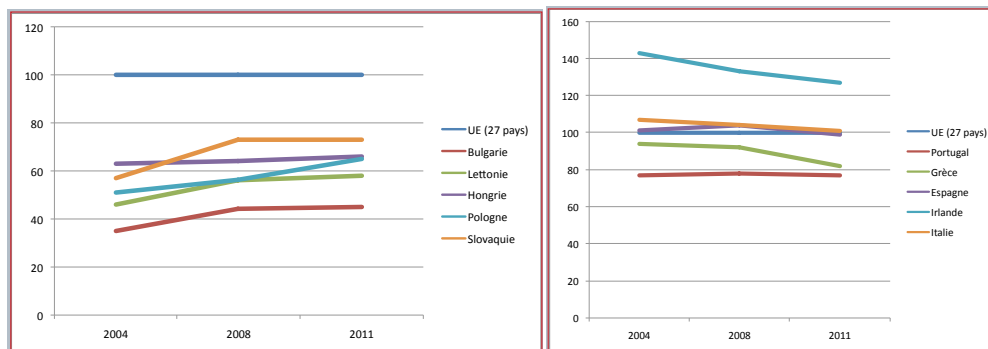 120
100
80
60
40
20
0
2004 2008 2011
UE (27 pays)
Bulgarie
Lettonie
Hongrie
Pologne
Slovaquie
160
140
120
100
80
60
40
20
0
2004 2008 2011
UE (27 pays)
Portugal
Grèce
Espagne
Irlande
Italie